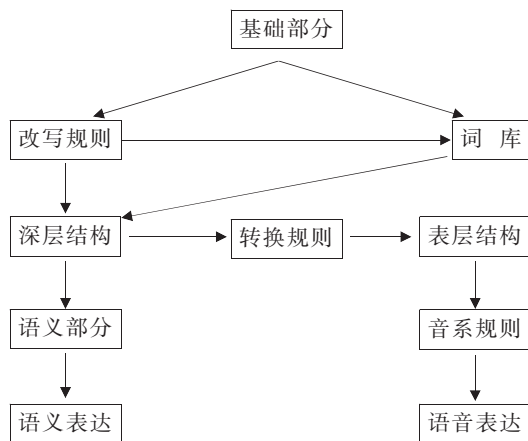 基础部分
改写规则
词 库
深层结构
转换规则
表层结构
语义部分
音系规则
语义表达
语音表达